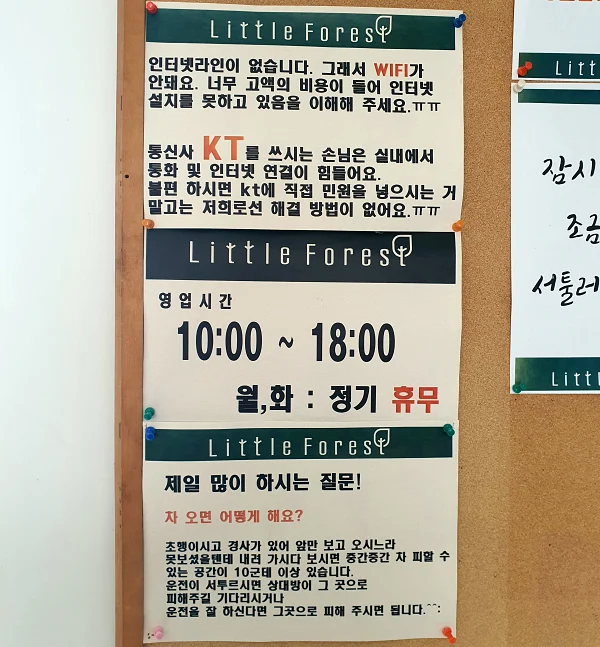 Little Forest
인터넷라인이 없습니다. 그래서 WIFI가
안돼요. 너무 고액의 비용이 들어 인터넷
설치를 못하고 있음을 이해해 주세요.ㅠㅠ
통신사 KT를 쓰시는 손님은 실내에서
통화 및 인터넷 연결이 힘들어요.
불편 하시면 kt에 직접 민원을 넣으시는 거
말고는 저희로선 해결 방법이 없어요.ㅠㅠ
Little Forest
영업시간
10:00 ~ 18:00
월,화 : 정기 휴무
Little Forest
제일 많이 하시는 질문!
차 오면 어떻게 해요?
초행이시고 경사가 있어 앞만 보고 오시느라
못보셨을텐데 내려 가시다 보시면 중간중간 차 피할 수
있는 공간이 10군데 이상 있습니다.
운전이 서투르시면 상대방이 그 곳으로
피해주길 기다리시거나
운전을 잘 하신다면 그곳으로 피해 주시면 됩니다.^^;
Litt
잠시
조금
서툴레
Littl